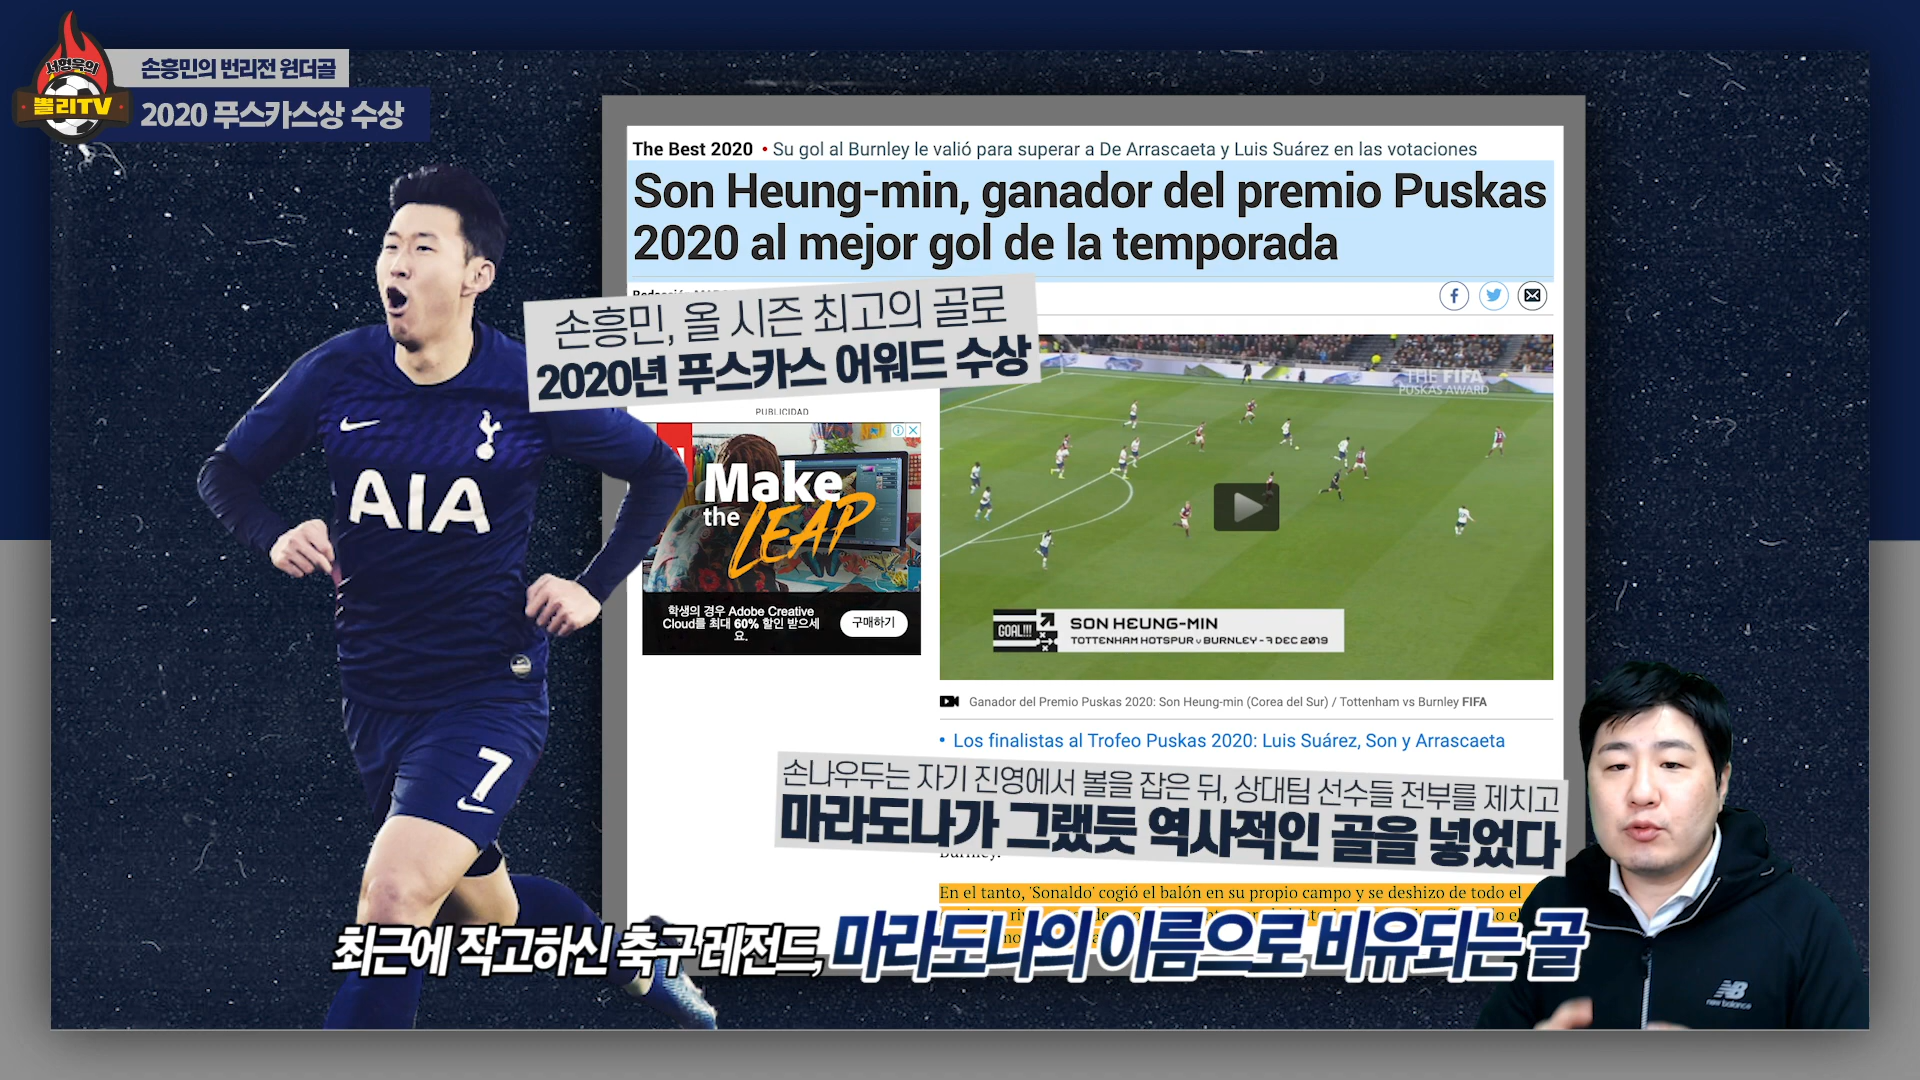 서형욱의
뽈리TV
손흥민의 번리전 원더골
2020 푸스카스상 수상
The Best 2020 • Su gol al Burnley le valió para superar a De Arrascaeta y Luis Suárez en las votaciones
Son Heung-min, ganador del premio Puskas
2020 al mejor gol de la temporada
손흥민, 올 시즌 최고의 골로
2020년 푸스카스 어워드 수상
THE FIFA
PUSKAS AWARD
PUBLICIDAD
Make
the LEAP
학생의 경우 Adobe Creative
Cloud를 최대 60% 할인 받으세
요.
구매하기
AIA
7
GOAL!!!
SON HEUNG-MIN
TOTTENHAM HOTSPUR v BURNLEY - 7 DEC 2019
Ganador del Premio Puskas 2020: Son Heung-min (Corea del Sur) / Tottenham vs Burnley FIFA
• Los finalistas al Trofeo Puskas 2020: Luis Suárez, Son y Arrascaeta
손나우두는 자기 진영에서 볼을 잡은 뒤, 상대팀 선수들 전부를 제치고
마라도나가 그랬듯 역사적인 골을 넣었다
Burnley.
En el tanto, 'Sonaldo' cogió el balón en su propio campo y se deshizo de todo el
최근에 작고하신 축구 레전드, 마라도나의 이름으로 비유되는 골
NB
new balance